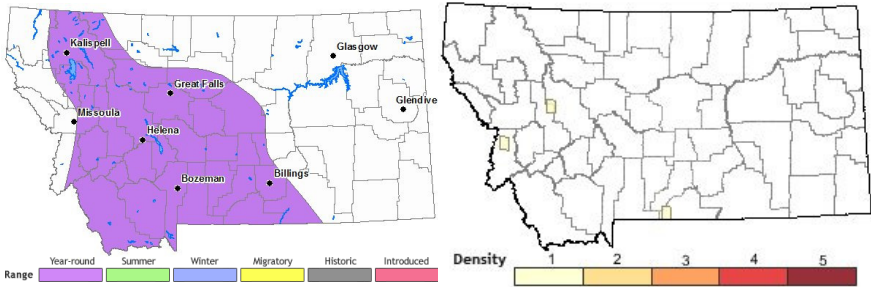 Kalispell
Glasgow
Great Falls
Glendive
Missoula
Helena
Bozeman
Billings
Range Year-round Summer Winter Migratory Historic Introduced
Density 1 2 3 4 5